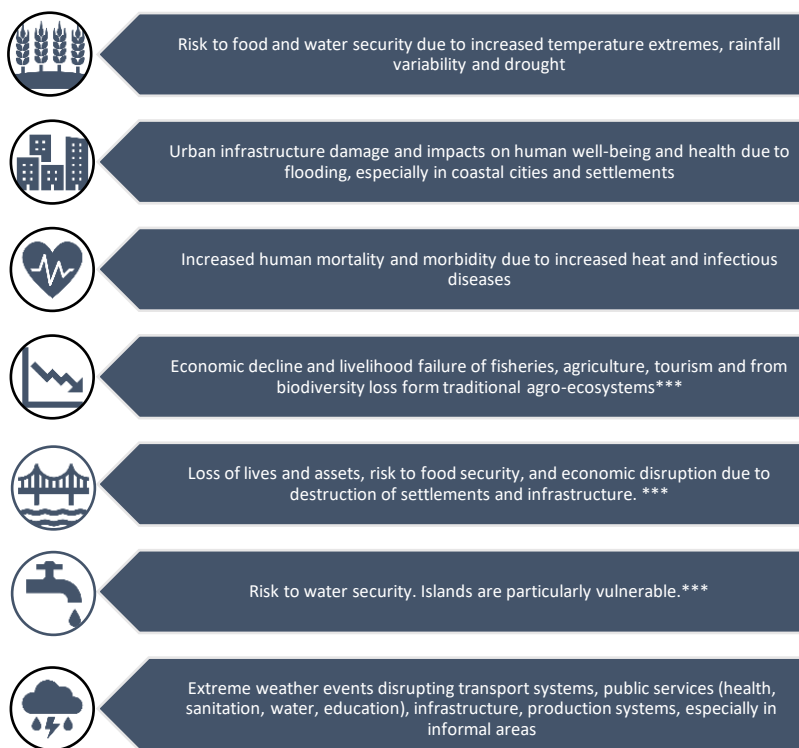 Risk to food and water security due to increased temperature extremes, rainfall
variability and drought
Urban infrastructure damage and impacts on human well-being and health due to
flooding, especially in coastal cities and settlements
Increased human mortality and morbidity due to increased heat and infectious
diseases
Economic decline and livelihood failure of fisheries, agriculture, tourism and from
biodiversity loss form traditional agro-ecosystems***
Loss of lives and assets, risk to food security, and economic disruption due to
destruction of settlements and infrastructure. ***
Risk to water security. Islands are particularly vulnerable.***
Extreme weather events disrupting transport systems, public services (health,
sanitation, water, education), infrastructure, production systems, especially in
informal areas